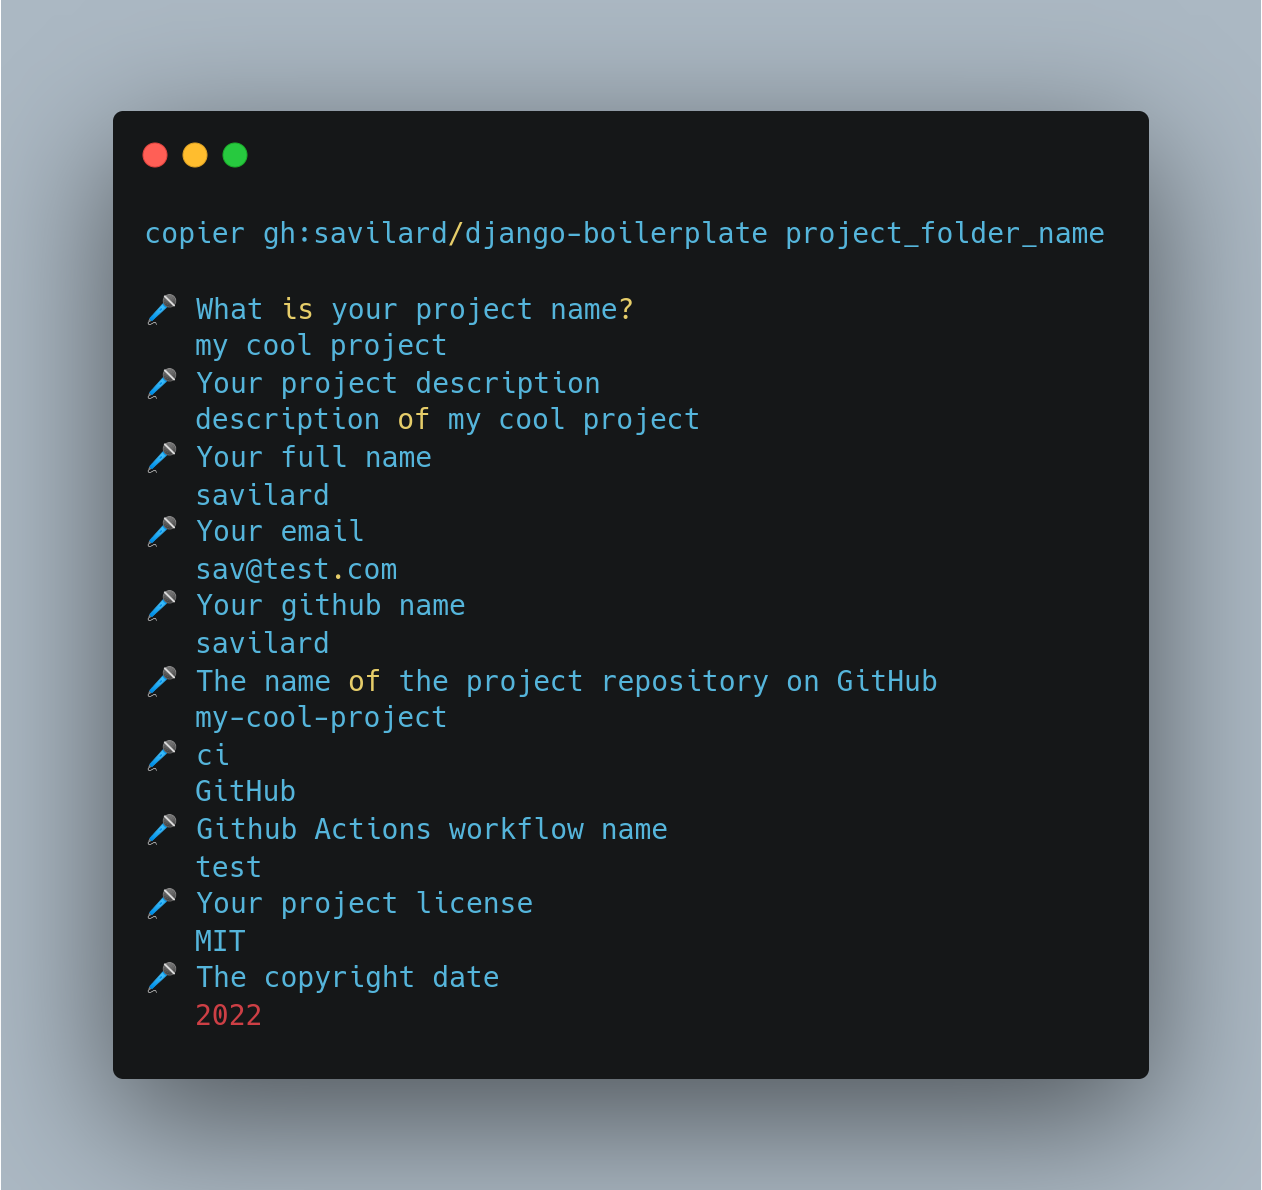 copier gh:savilard/django-boilerplate project_folder_name
🎤 What is your project name?
my cool project
🎤 Your project description
description of my cool project
🎤 Your full name
savilard
🎤 Your email
sav@test.com
🎤 Your github name
savilard
🎤 The name of the project repository on GitHub
my-cool-project
🎤 ci
GitHub
🎤 Github Actions workflow name
test
🎤 Your project license
MIT
🎤 The copyright date
2022